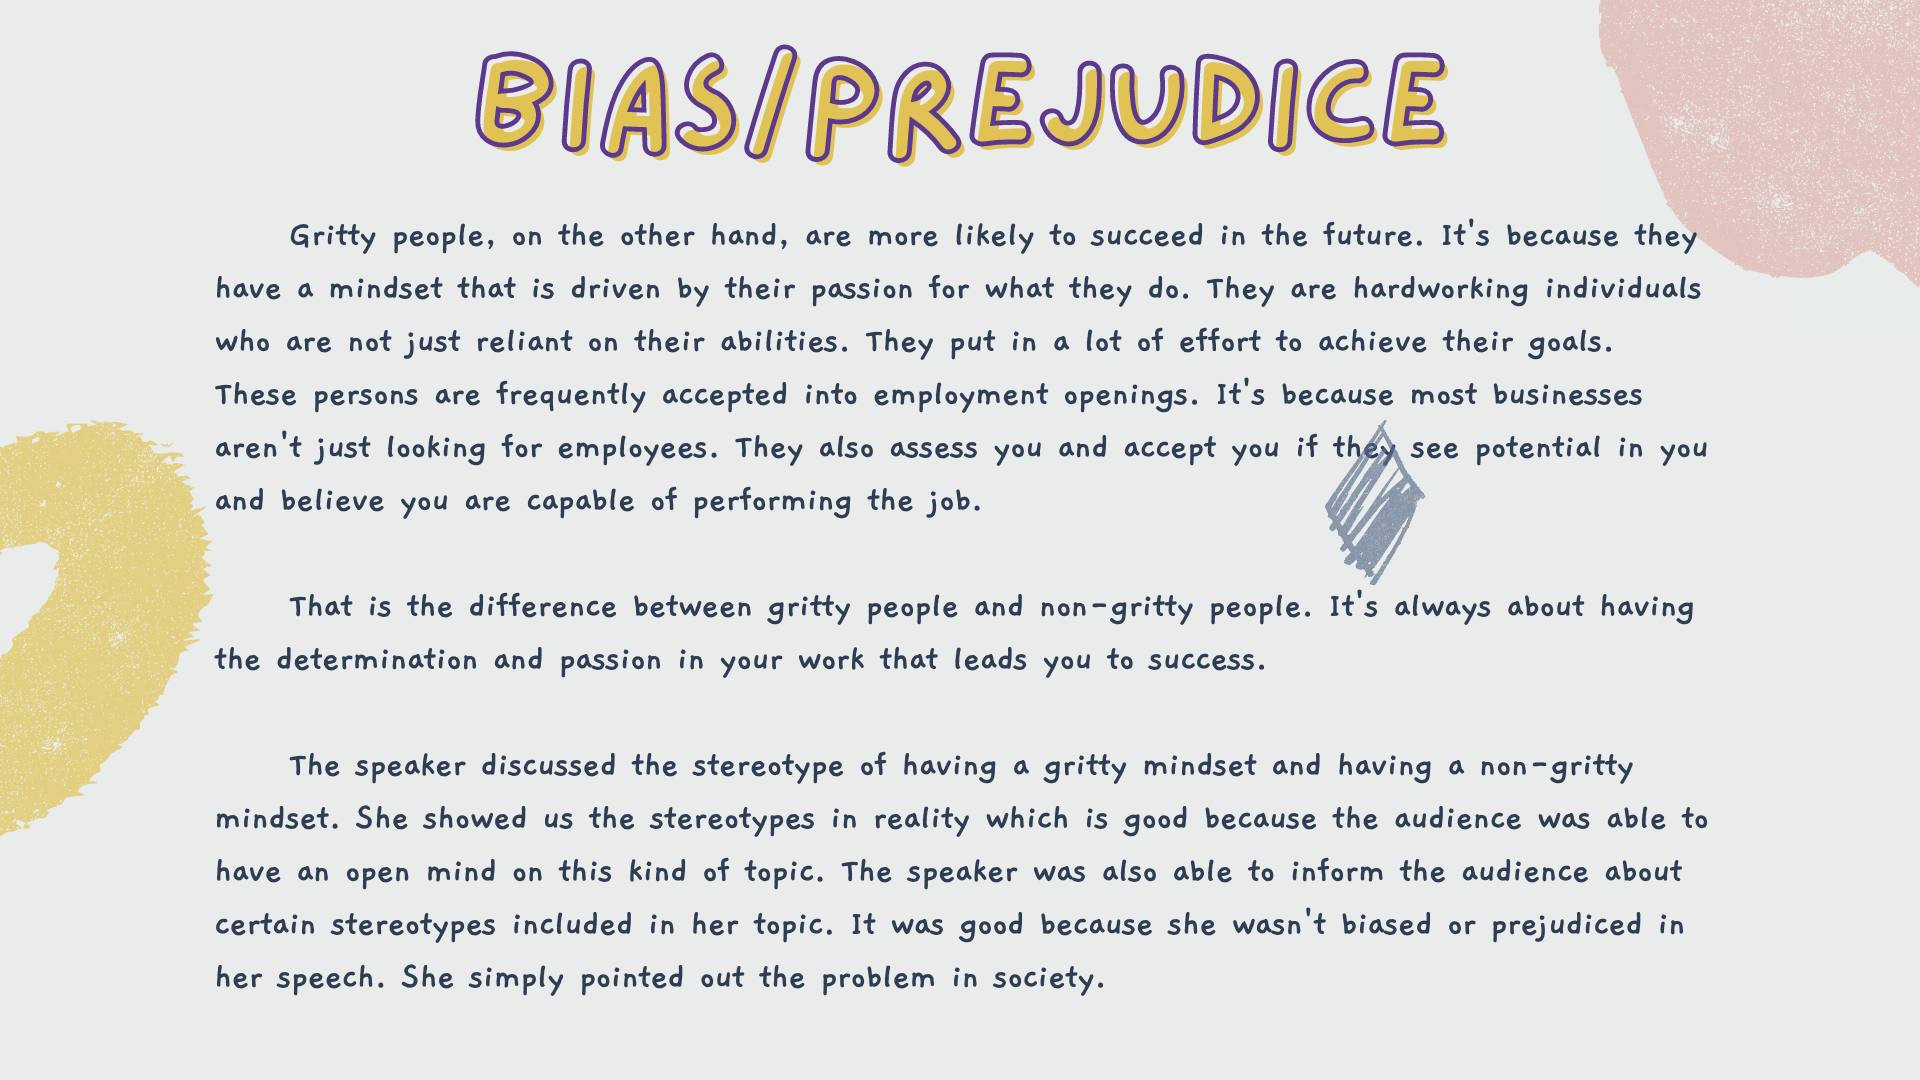 BIAS/PREJUDICE
Gritty people, on the other hand, are more likely to succeed in the future. It's because they
have a mindset that is driven by their passion for what they do. They are hardworking individuals
who are not just reliant on their abilities. They put in a lot of effort to achieve their goals.
These persons are frequently accepted into employment openings. It's because most businesses
aren't just looking for employees. They also assess you and accept you if they see potential in you
and believe you are capable of performing the job.
That is the difference between gritty people and non-gritty people. It's always about having
the determination and passion in your work that leads you to success.
The speaker discussed the stereotype of having a gritty mindset and having a non-gritty
mindset. She showed us the stereotypes in reality which is good because the audience was able to
have an open mind on this kind of topic. The speaker was also able to inform the audience about
certain stereotypes included in her topic. It was good because she wasn't biased or prejudiced in
her speech. She simply pointed out the problem in society.